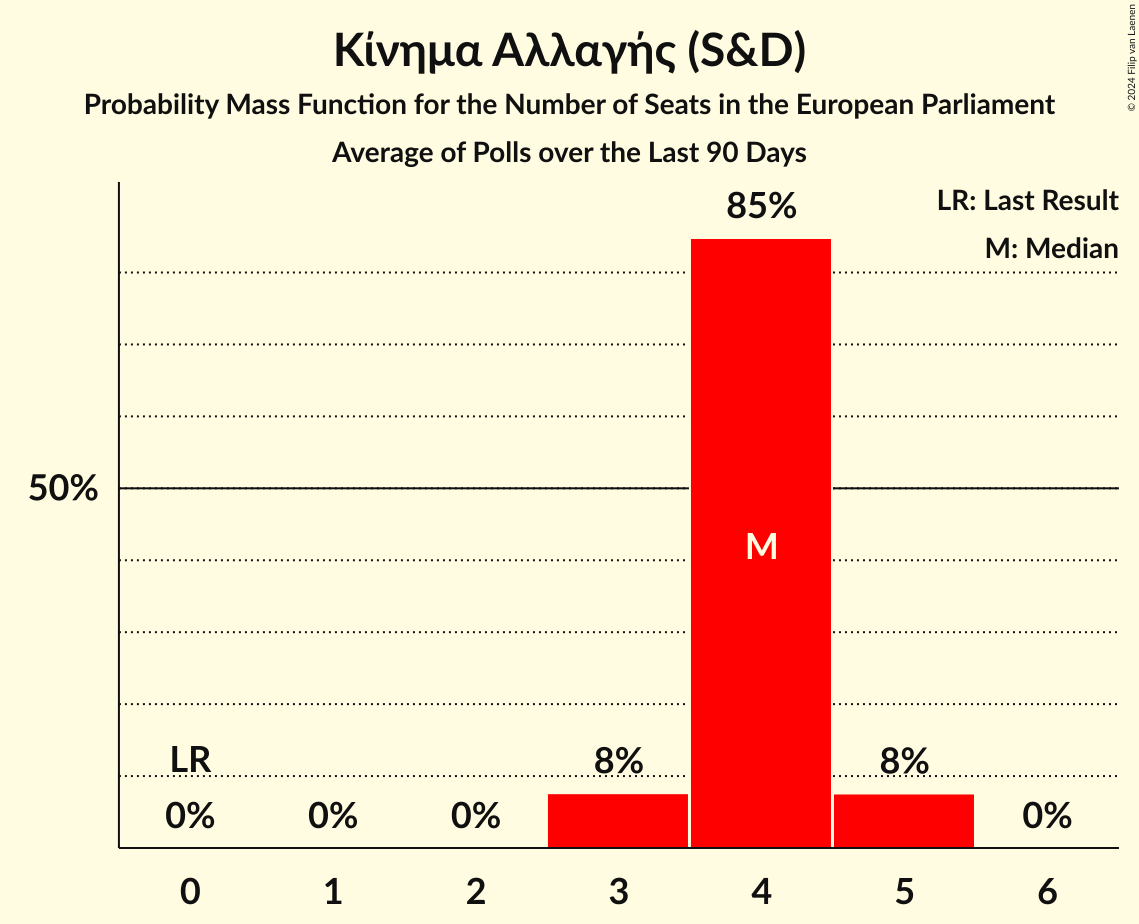 Κίνημα Αλλαγής (S&D)
Probability Mass Function for the Number of Seats in the European Parliament
Average of Polls over the Last 90 Days
© 2024 Filip van Laenen
LR: Last Result
M: Median
85%
50%
M
LR
8%
8%
0%
0%
0%
0%
0
1
2
3
4
5
6